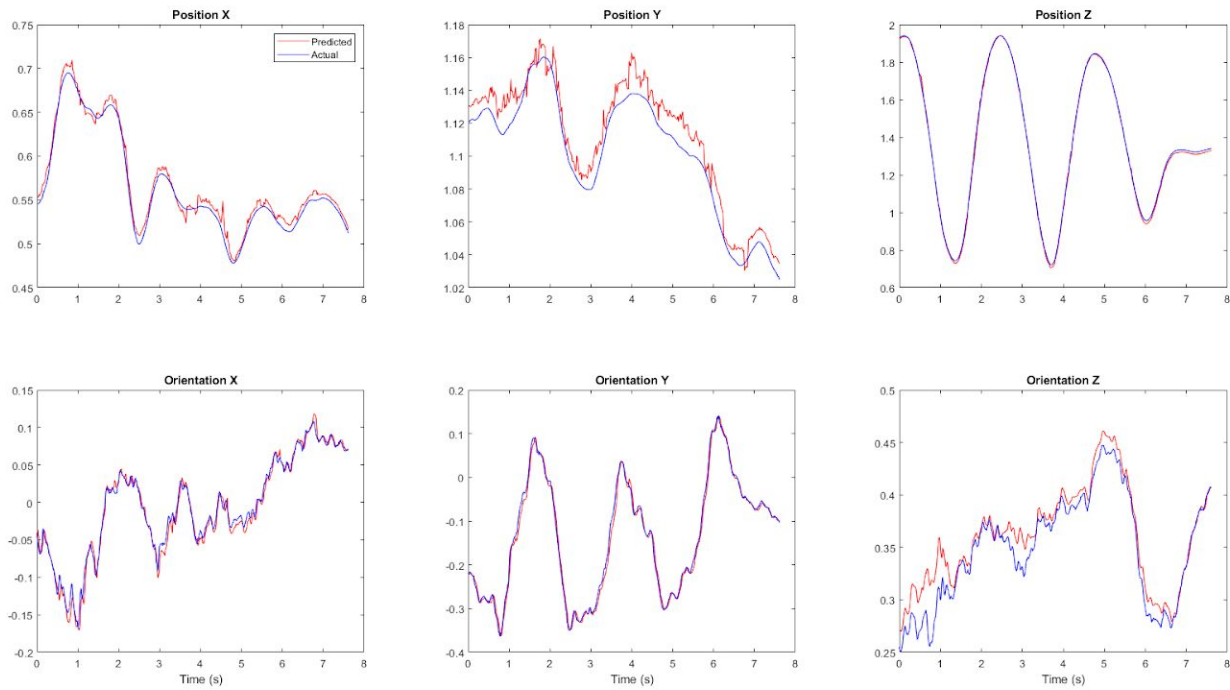 Position X
0.75
0.7
0.65
0.6
0.55
0.5
0.45
0 1 2 3 4 5 6 7 8
Predicted
Actual
Position Y
1.18
1.16
1.14
1.12
1.1
1.08
1.06
1.04
1.02
0 1 2 3 4 5 6 7 8
Position Z
2
1.8
1.6
1.4
1.2
1
0.8
0.6
0 1 2 3 4 5 6 7 8
Orientation X
0.15
0.1
0.05
0
-0.05
-0.1
-0.15
-0.2
0 1 2 3 4 5 6 7 8
Time (s)
Orientation Y
0.2
0.1
0
-0.1
-0.2
-0.3
-0.4
0 1 2 3 4 5 6 7 8
Time (s)
Orientation Z
0.5
0.45
0.4
0.35
0.3
0.25
0 1 2 3 4 5 6 7 8
Time (s)